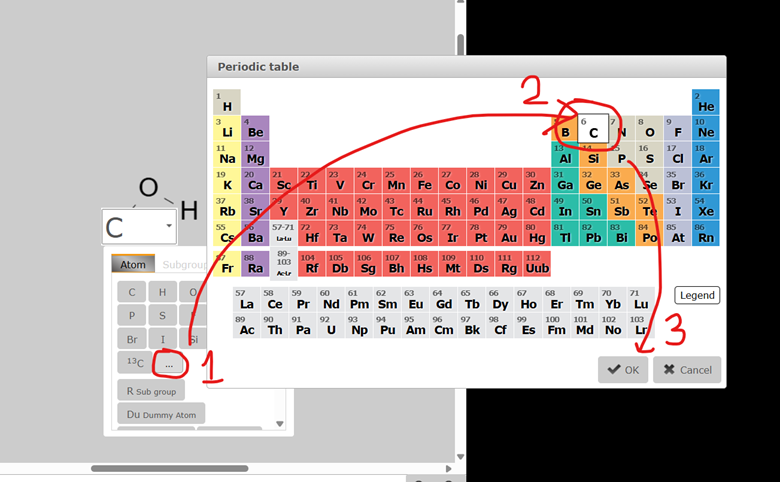 Periodic table
2
1 2
H He
3 4 5 6 7 8 9 10
Li Be B C N O F Ne
11 12 13 14 15 16 17 18
Na Mg Al Si P S Cl Ar
19 20 21 22 23 24 25 26 27 28 29 30 31 32 33 34 35 36
K Ca Sc Ti V Cr Mn Fe Co Ni Cu Zn Ga Ge As Se Br Kr
37 38 39 40 41 42 43 44 45 46 47 48 49 50 51 52 53 54
Rb Sr Y Zr Nb Mo Tc Ru Rh Pd Ag Cd In Sn Sb Te I Xe
55 56 57-71 72 73 74 75 76 77 78 79 80 81 82 83 84 85 86
Cs Ba La-Lu Hf Ta W Re Os Ir Pt Au Hg Tl Pb Bi Po At Rn
87 88 89-103 104 105 106 107 108 109 110 111 112
Fr Ra Ac-Lr Rf Db Sg Bh Hs Mt Ds Rg Uub
57 58 59 60 61 62 63 64 65 66 67 68 69 70 71
La Ce Pr Nd Pm Sm Eu Gd Tb Dy Ho Er Tm Yb Lu
89 90 91 92 93 94 95 96 97 98 99 100 101 102 103
Ac Th Pa U Np Pu Am Cm Bk Cf Es Fm Md No Lr
Legend
3
OK Cancel
O
H
C
Atom Subgroup
C H O
P S
Br I Si
13C ...
1
R Sub group
Du Dummy Atom